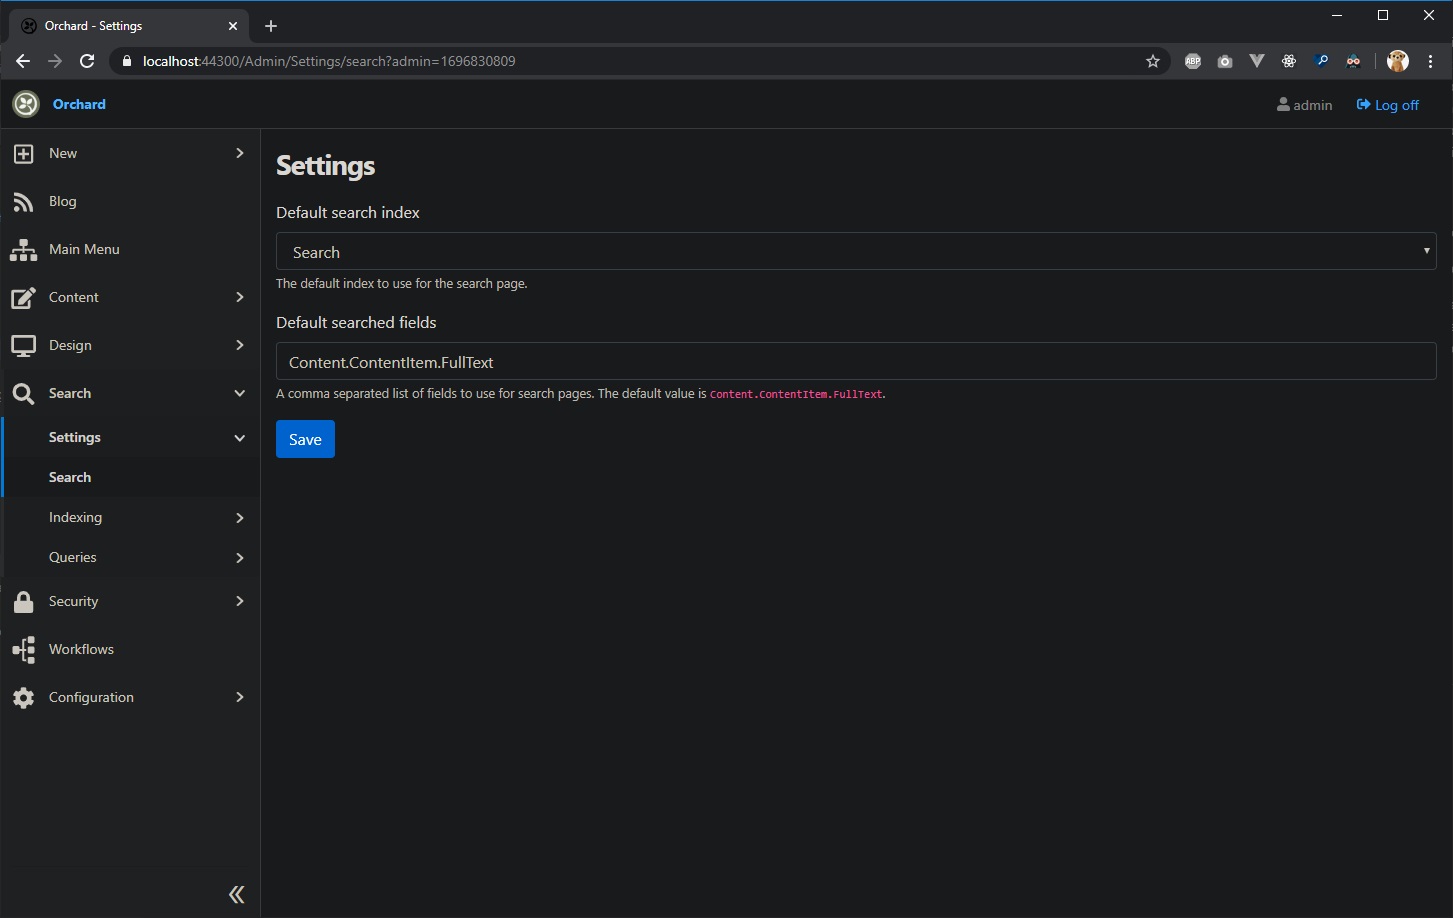 Orchard - Settings
localhost:44300/Admin/Settings/search?admin=1696830809
ABP
Orchard
admin
Log off
New
Blog
Main Menu
Content
Design
Search
Settings
Search
Indexing
Queries
Security
Workflows
Configuration
Settings
Default search index
Search
The default index to use for the search page.
Default searched fields
Content.ContentItem.FullText
A comma separated list of fields to use for search pages. The default value is Content.ContentItem.FullText.
Save